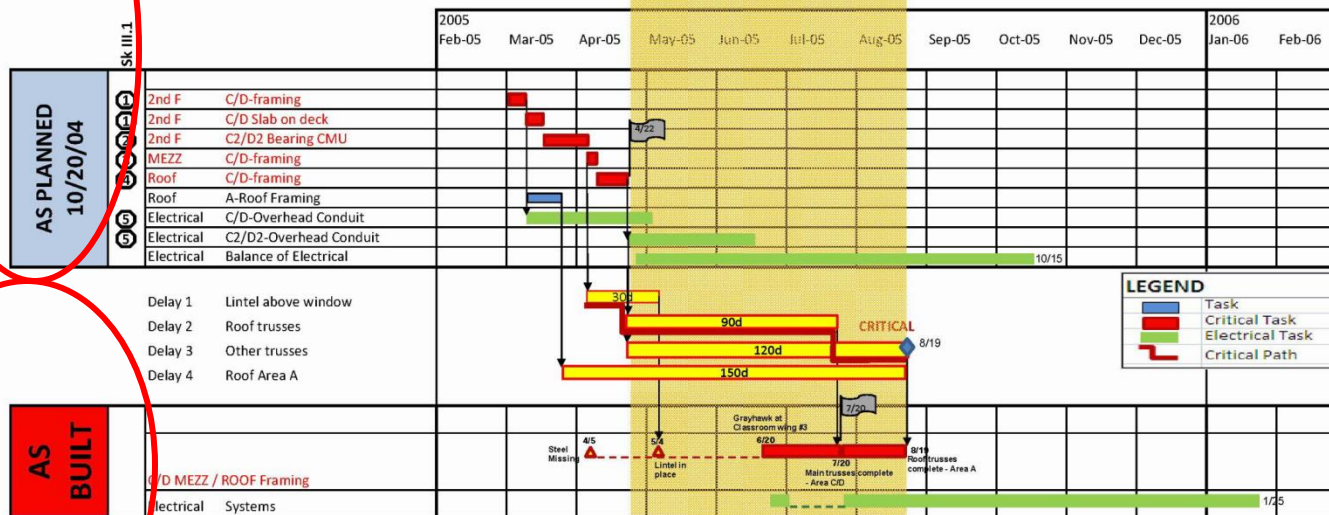 2005 2006
Sk III.1 Feb-05 Mar-05 Apr-05 May-05 Jun-05 Jul-05 Aug-05 Sep-05 Oct-05 Nov-05 Dec-05 Jan-06 Feb-06
AS PLANNED
10/20/04
1 2nd F C/D-framing
1 2nd F C/D Slab on deck
2 2nd F C2/D2 Bearing CMU 4/22
MEZZ C/D-framing
4 Roof C/D-framing
Roof A-Roof Framing
5 Electrical C/D-Overhead Conduit
5 Electrical C2/D2-Overhead Conduit
Electrical Balance of Electrical 10/15
LEGEND
Task
Critical Task
Electrical Task
Critical Path
Delay 1 Lintel above window 30d
Delay 2 Roof trusses 90d CRITICAL
Delay 3 Other trusses 120d 8/19
Delay 4 Roof Area A 150d
AS
BUILT
7/20
Grayhawk at
Classroom wing #3
Steel
Missing
4/5 5/4 6/20 8/19
Lintel in
place
7/20
Main trusses complete
- Area C/D
Roof trusses
complete - Area A
C/D MEZZ / ROOF Framing
Electrical Systems 1/25